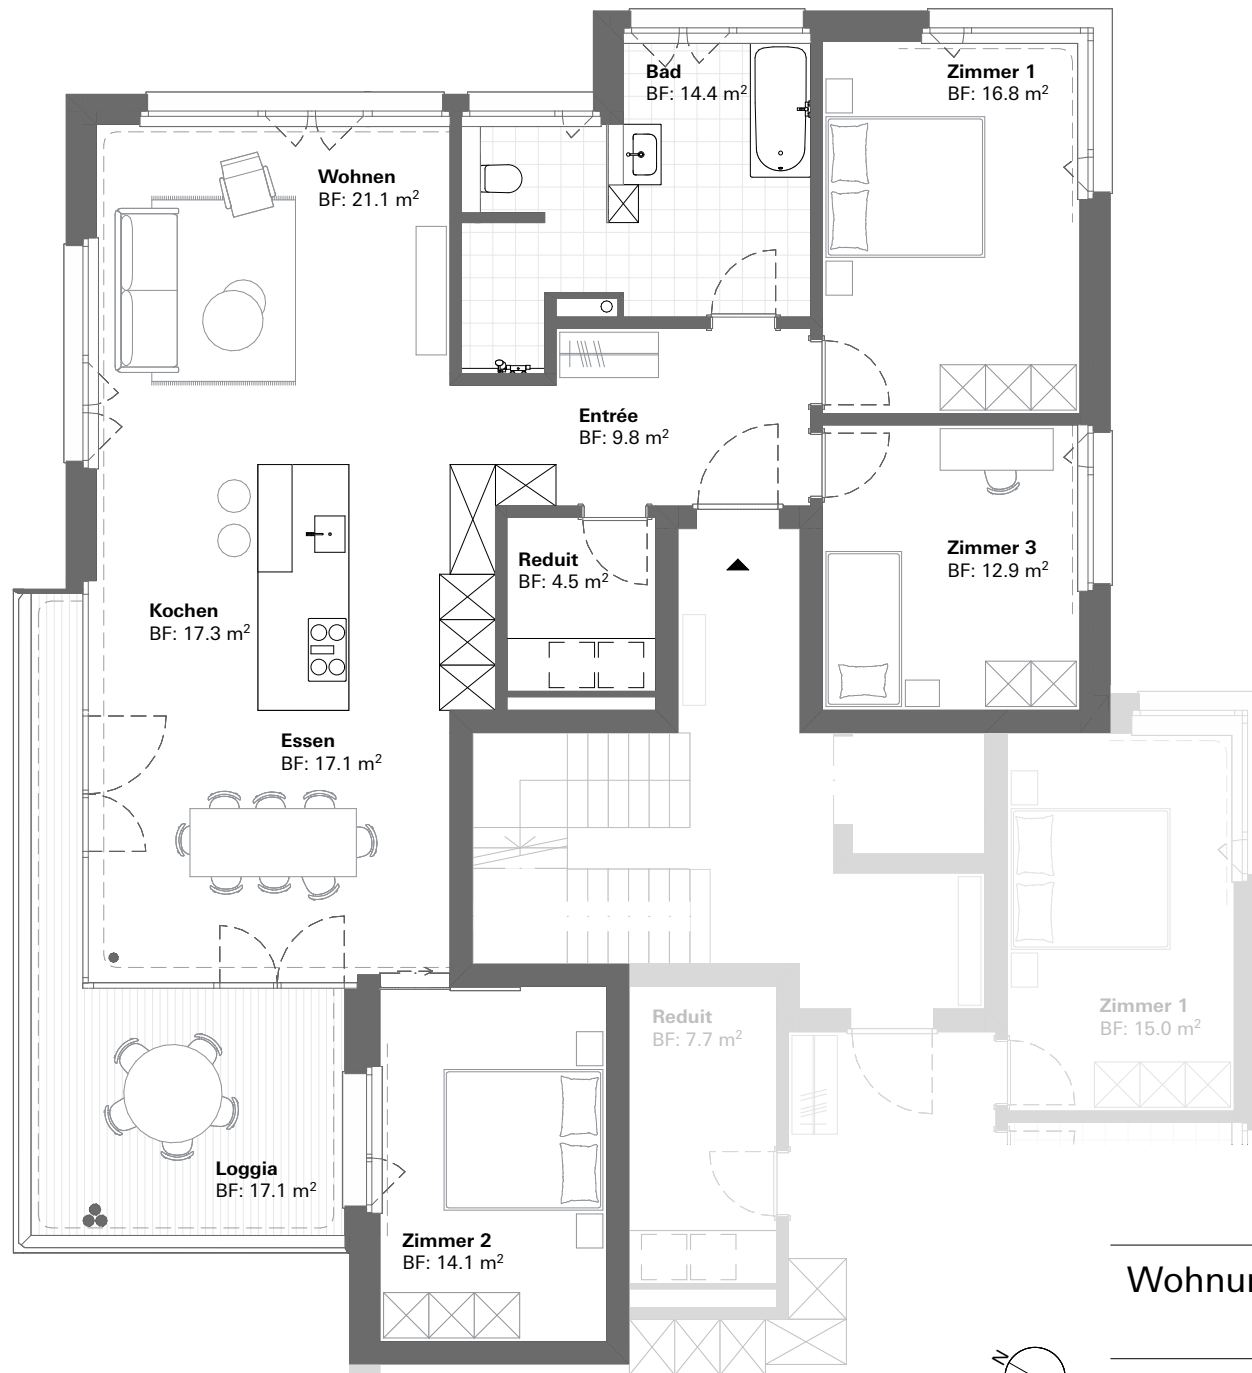 Bad
BF: 14.4 m²
Zimmer 1
BF: 16.8 m²
Wohnen
BF: 21.1 m²
Entrée
BF: 9.8 m²
Reduit
BF: 4.5 m²
Zimmer 3
BF: 12.9 m²
Kochen
BF: 17.3 m²
Essen
BF: 17.1 m²
Reduit
BF: 7.7 m²
Zimmer 1
BF: 15.0 m²
Loggia
BF: 17.1 m²
Zimmer 2
BF: 14.1 m²
Wohnu
N